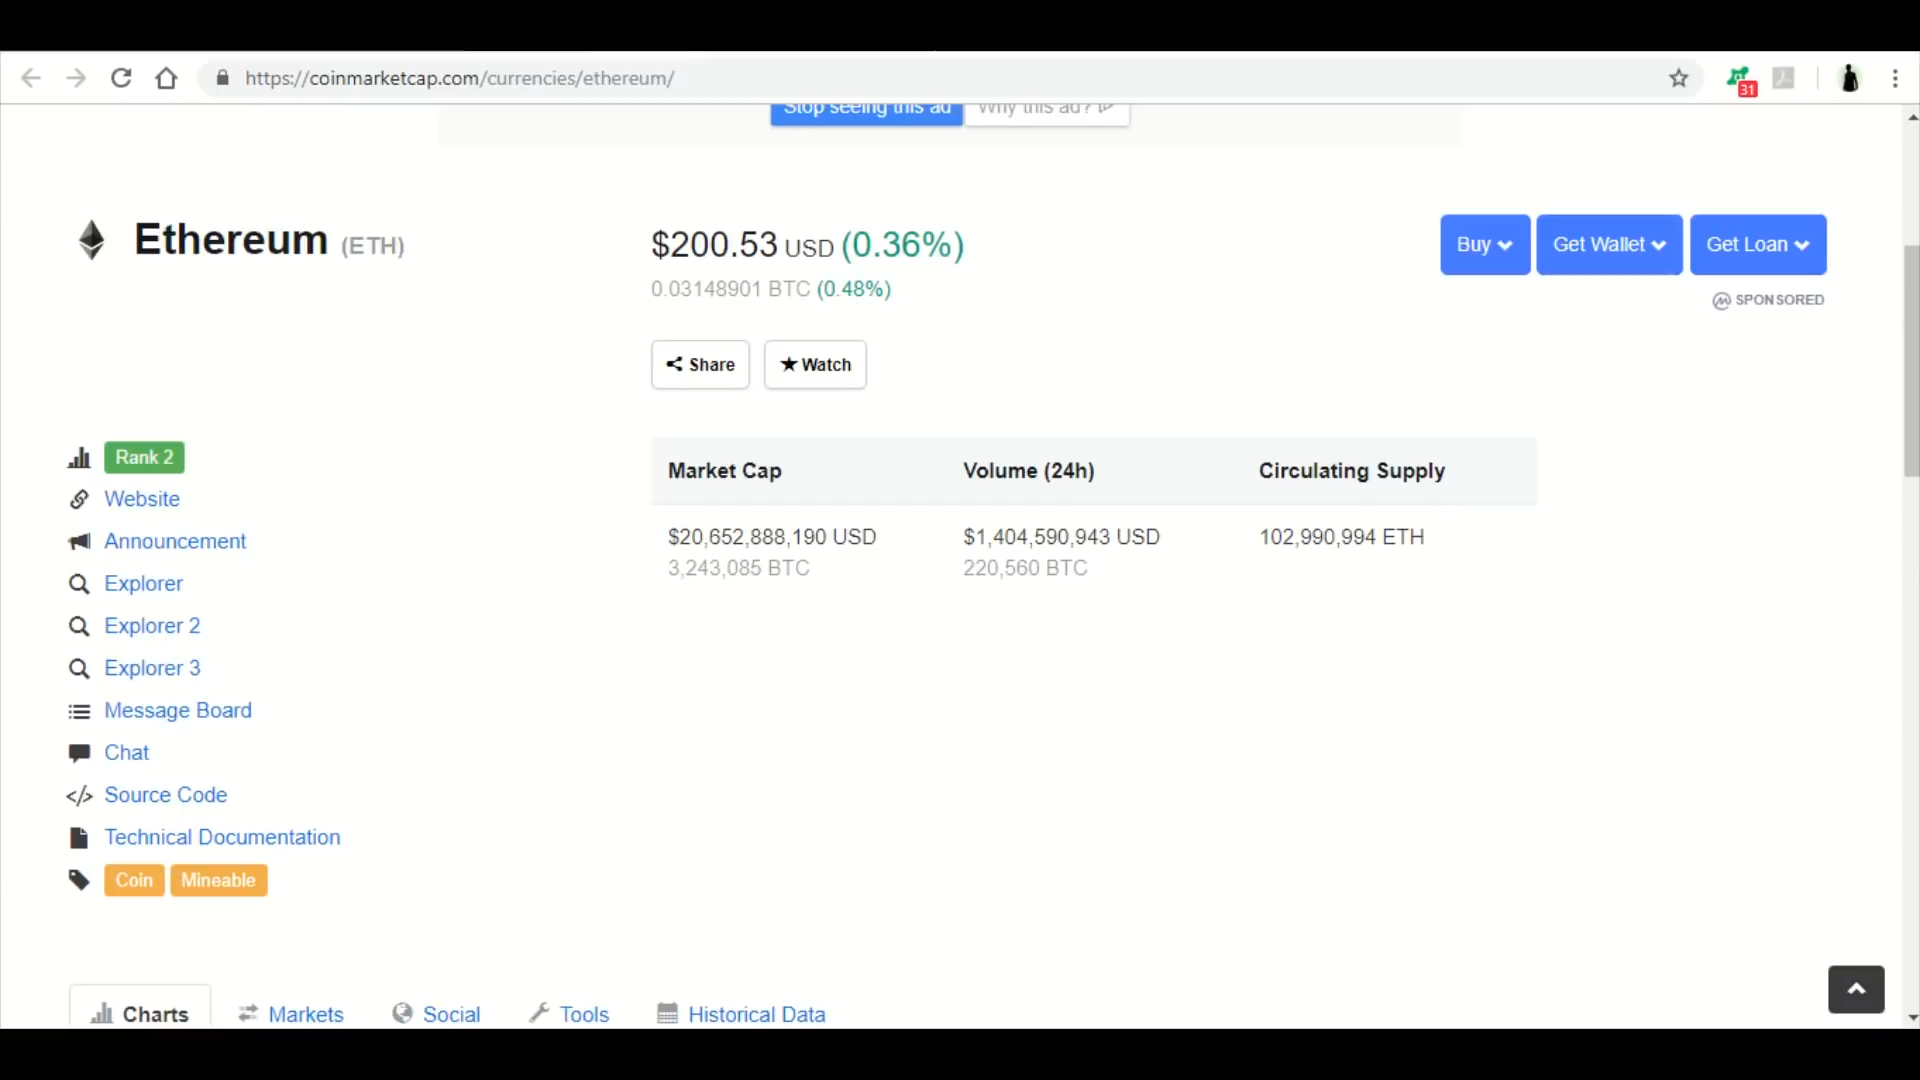 https://coinmarketcap.com/currencies/ethereum/
31
Stop seeing this ad Why this ad?
Ethereum (ETH)
$200.53 USD (0.36%)
0.03148901 BTC (0.48%)
Buy
Get Wallet
Get Loan
SPONSORED
Share
Watch
Rank 2
Website
Announcement
Explorer
Explorer 2
Explorer 3
Message Board
Chat
Source Code
Technical Documentation
Coin Mineable
Market Cap Volume (24h) Circulating Supply
$20,652,888,190 USD $1,404,590,943 USD 102,990,994 ETH
3,243,085 BTC 220,560 BTC
Charts Markets Social Tools Historical Data